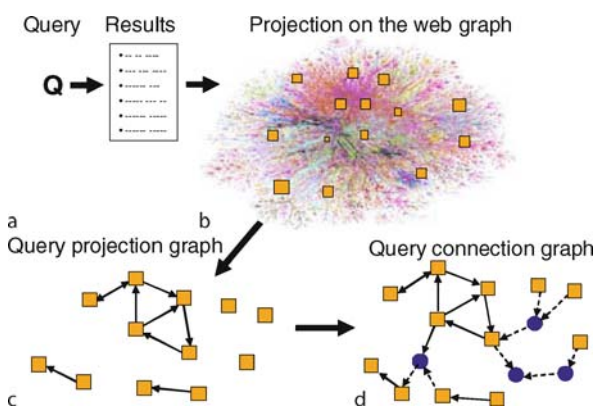 Query Results Projection on the web graph
Q
a b
Query projection graph Query connection graph
c d